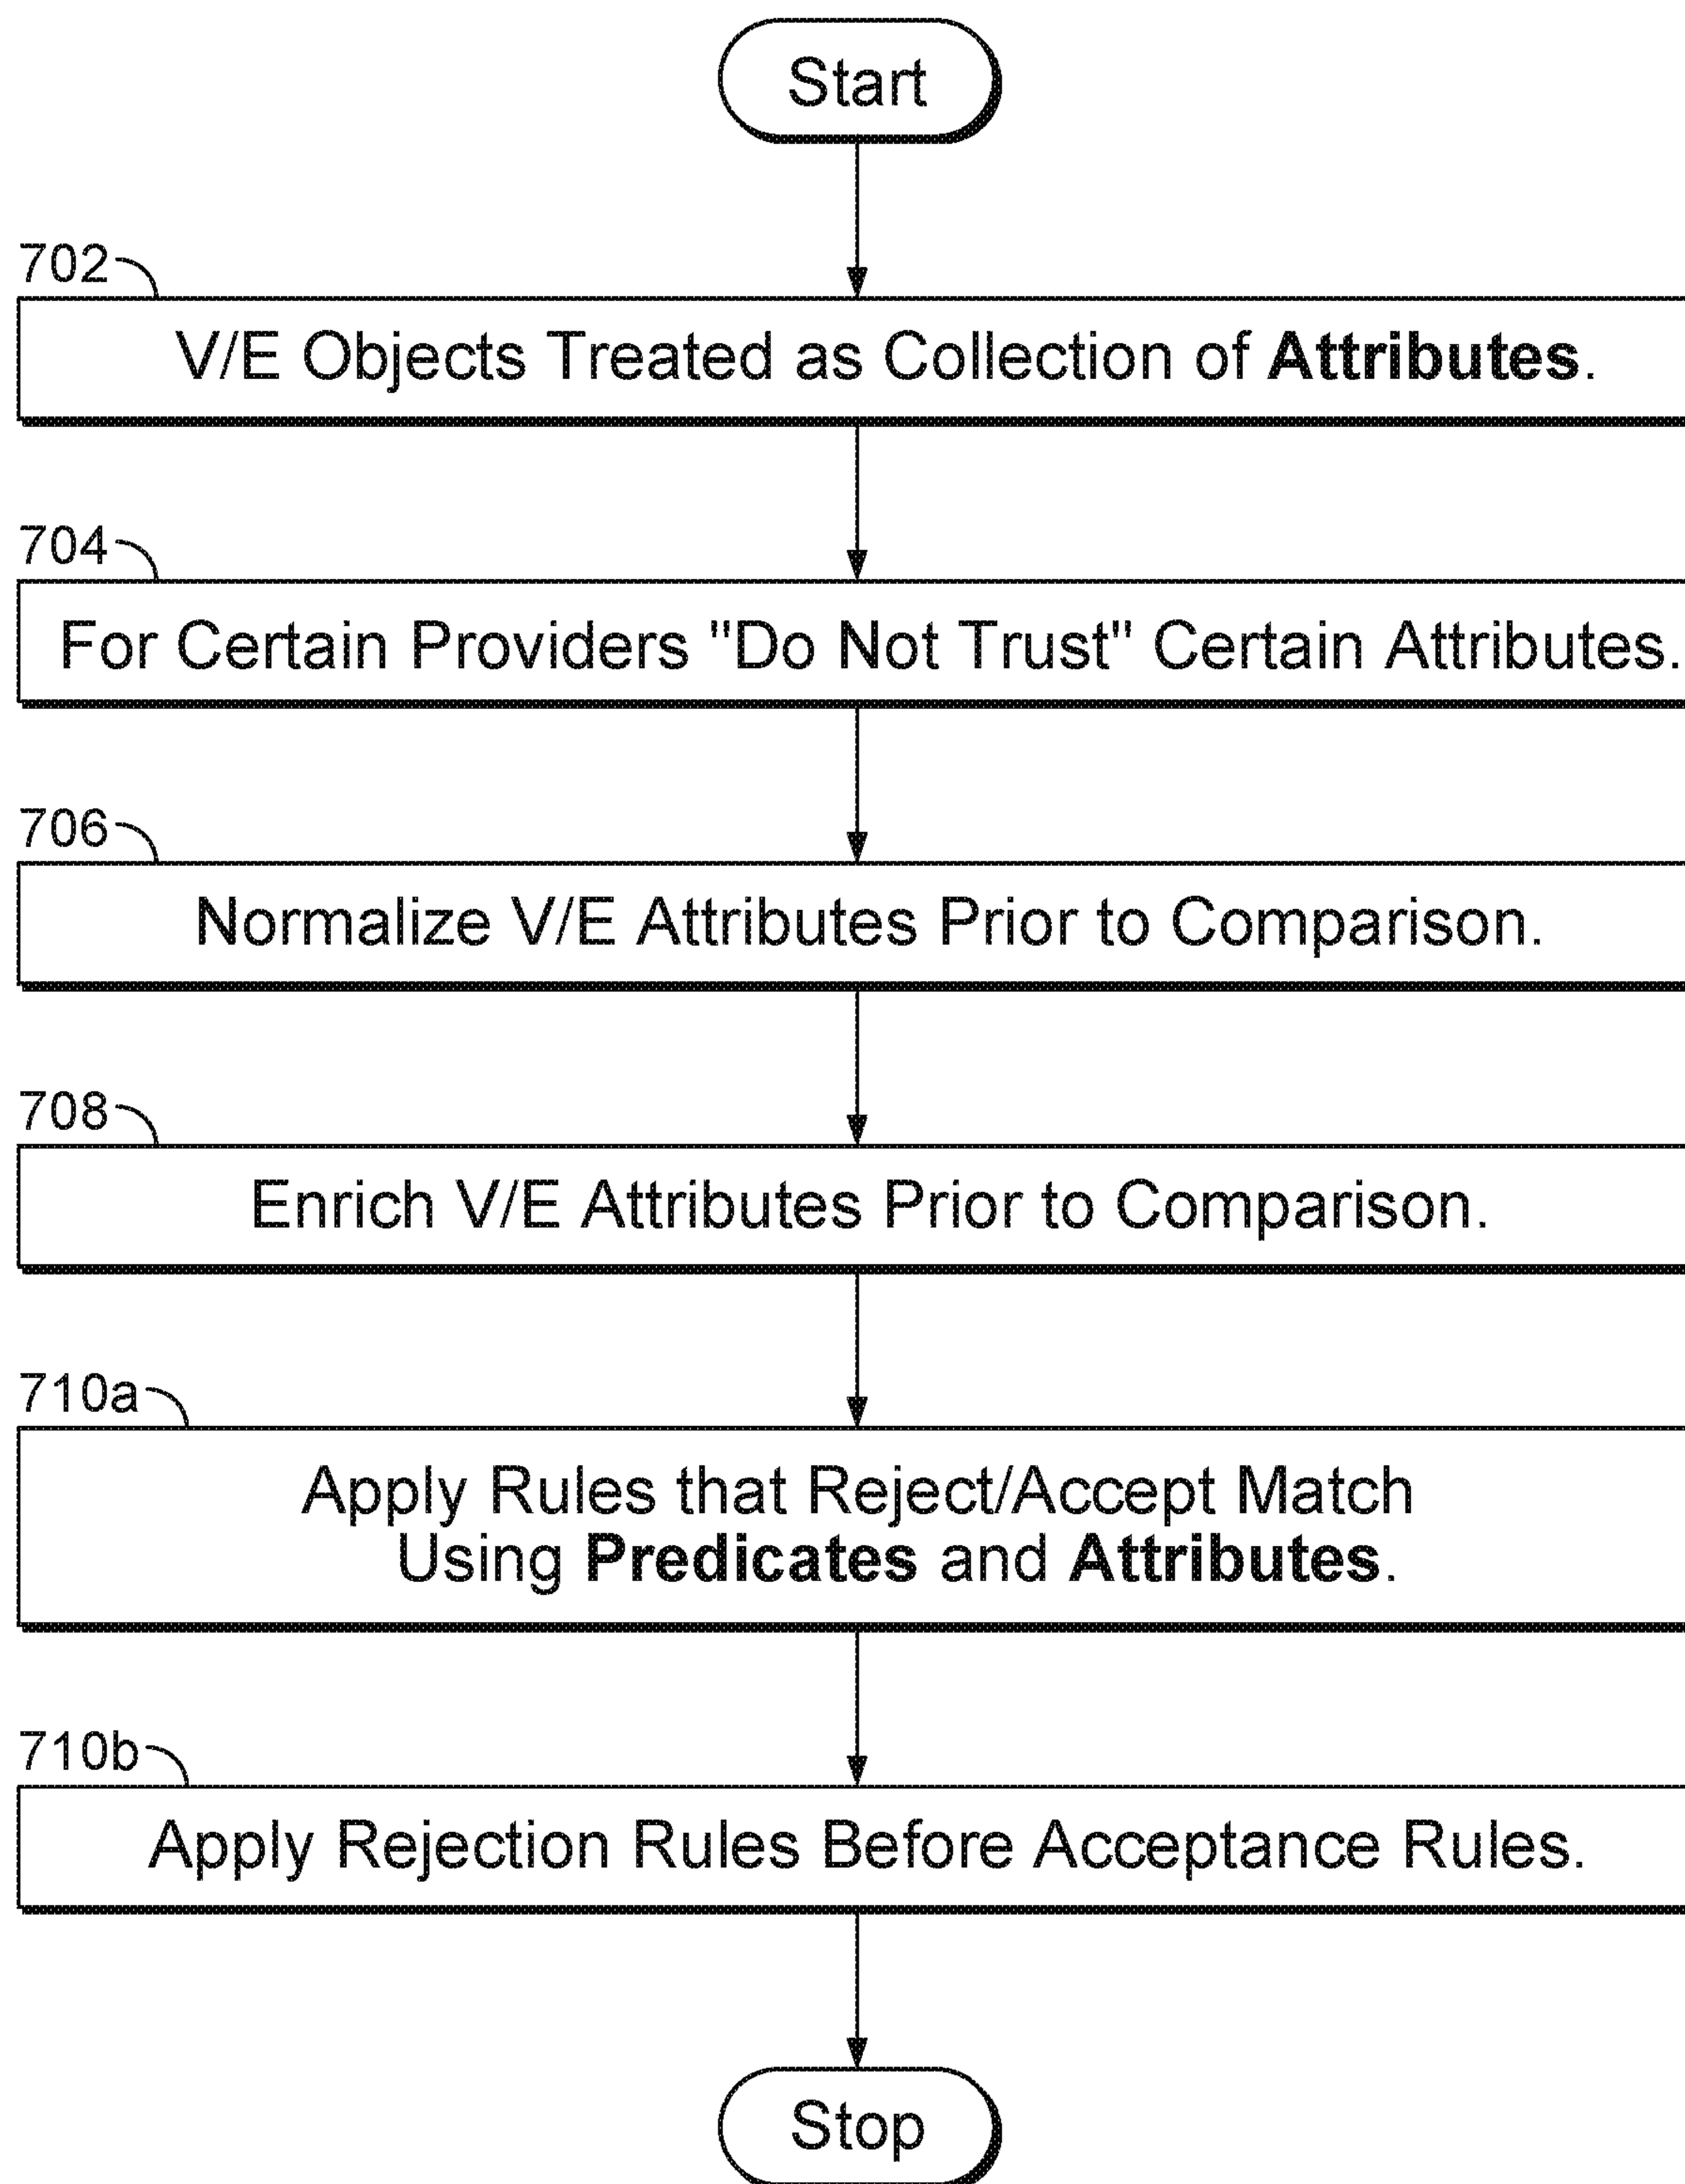 Start
702
V/E Objects Treated as Collection of Attributes.
704
For Certain Providers "Do Not Trust" Certain Attributes.
706
Normalize V/E Attributes Prior to Comparison.
708
Enrich V/E Attributes Prior to Comparison.
710a
Apply Rules that Reject/Accept Match
Using Predicates and Attributes.
710b
Apply Rejection Rules Before Acceptance Rules.
Stop